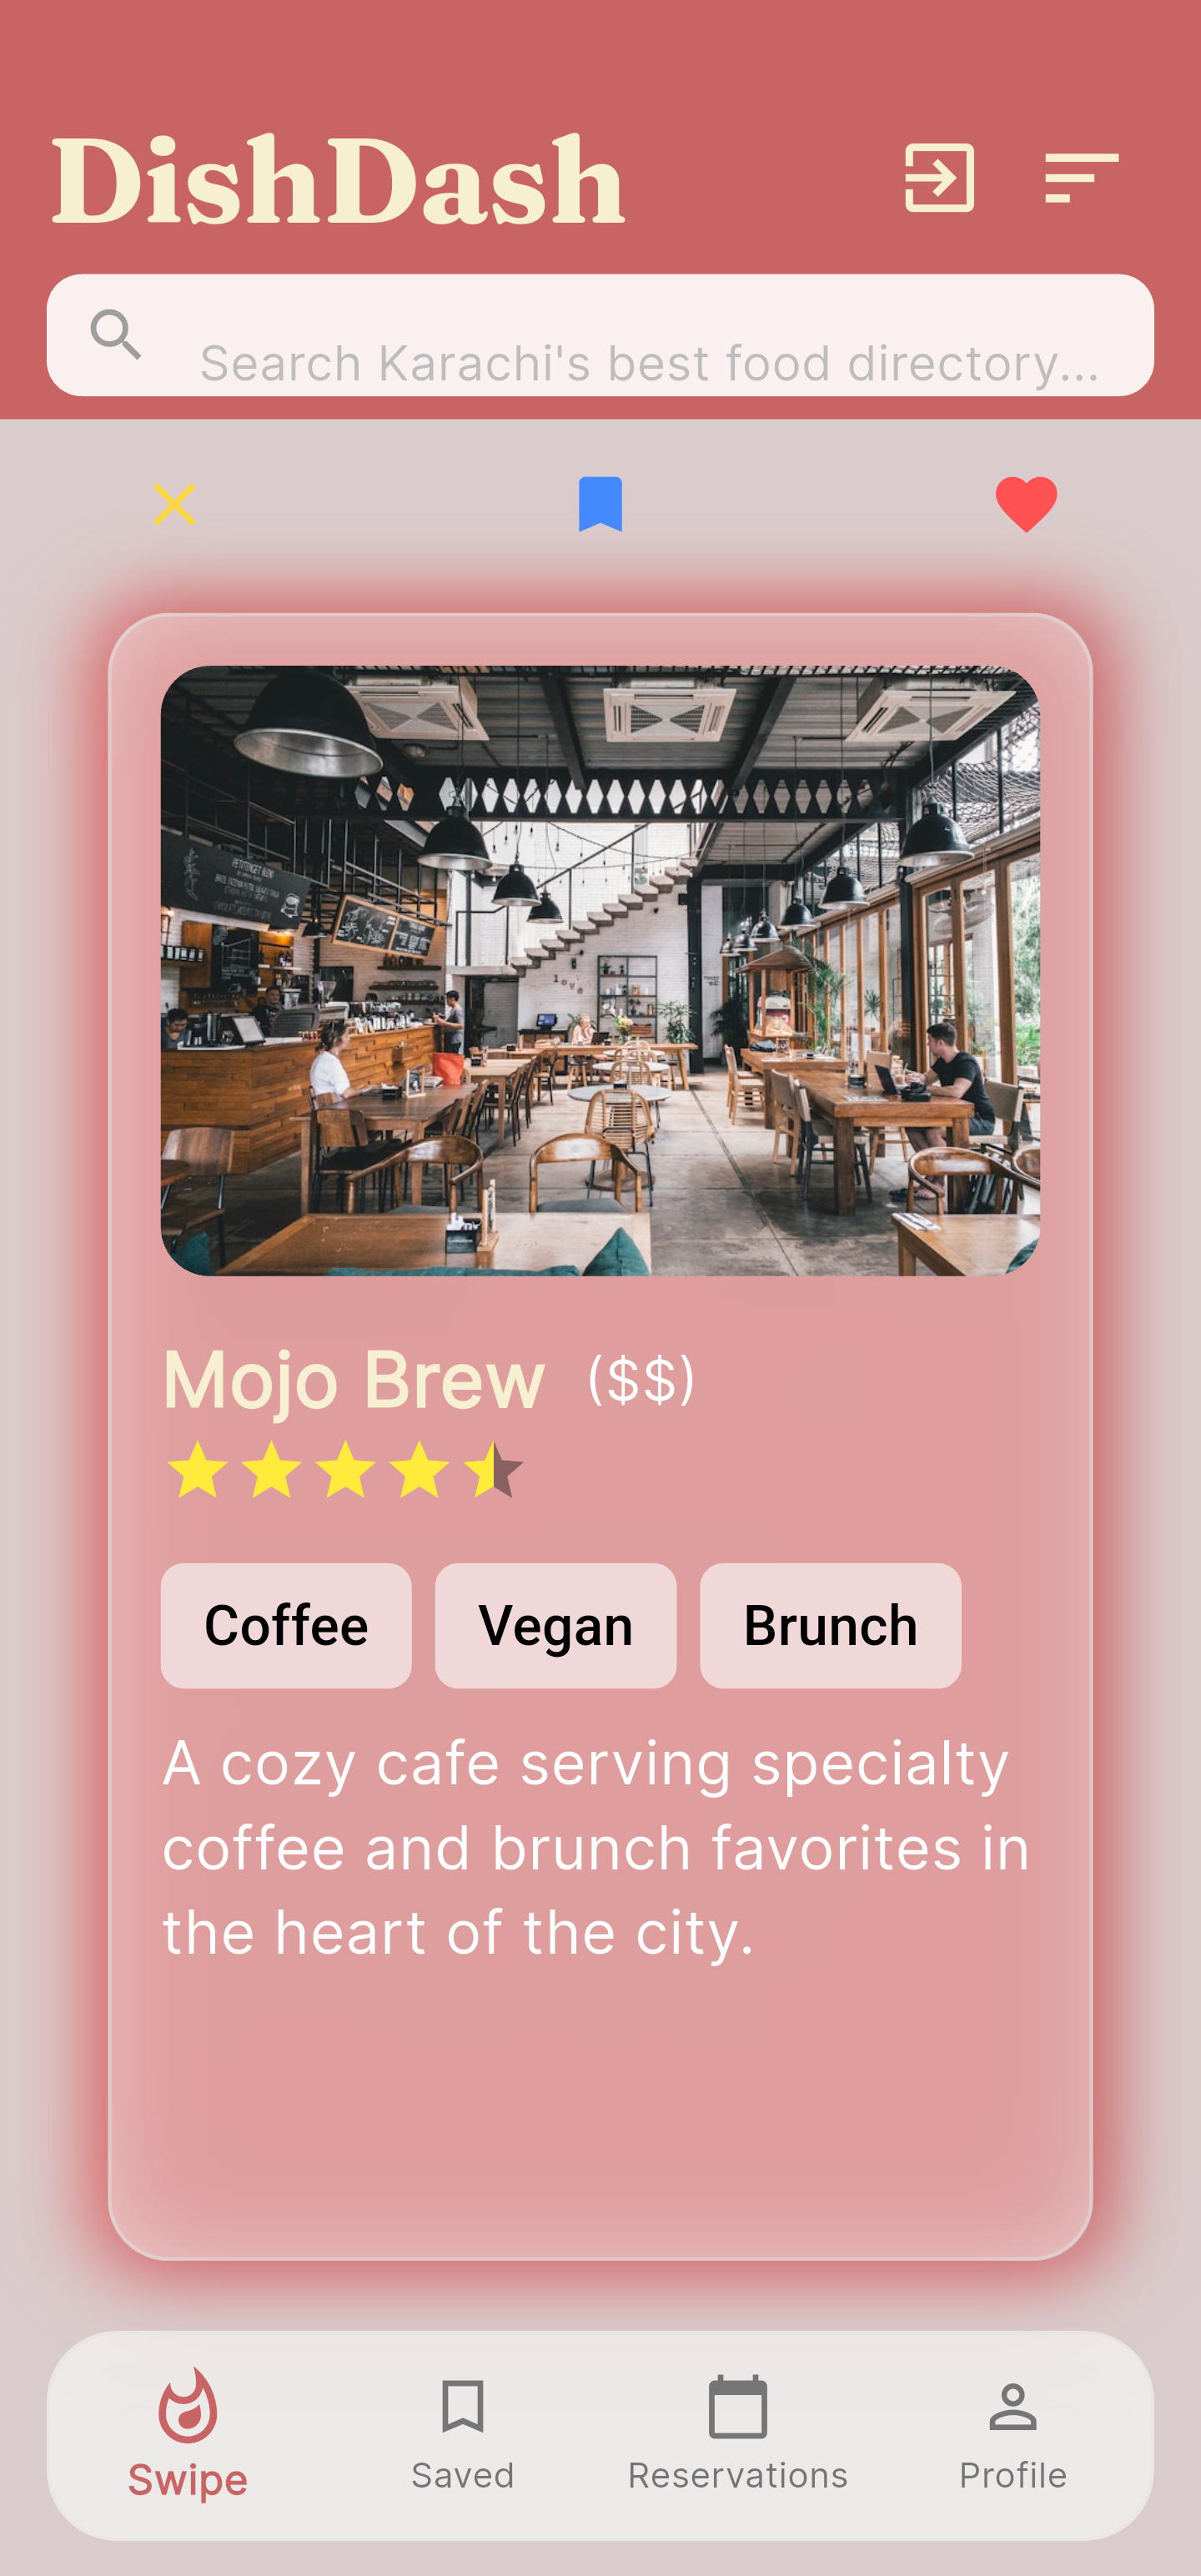 DishDash
Search Karachi's best food directory...
love
Mojo Brew ($$)
Coffee Vegan Brunch
A cozy cafe serving specialty
coffee and brunch favorites in
the heart of the city.
Swipe Saved Reservations Profile